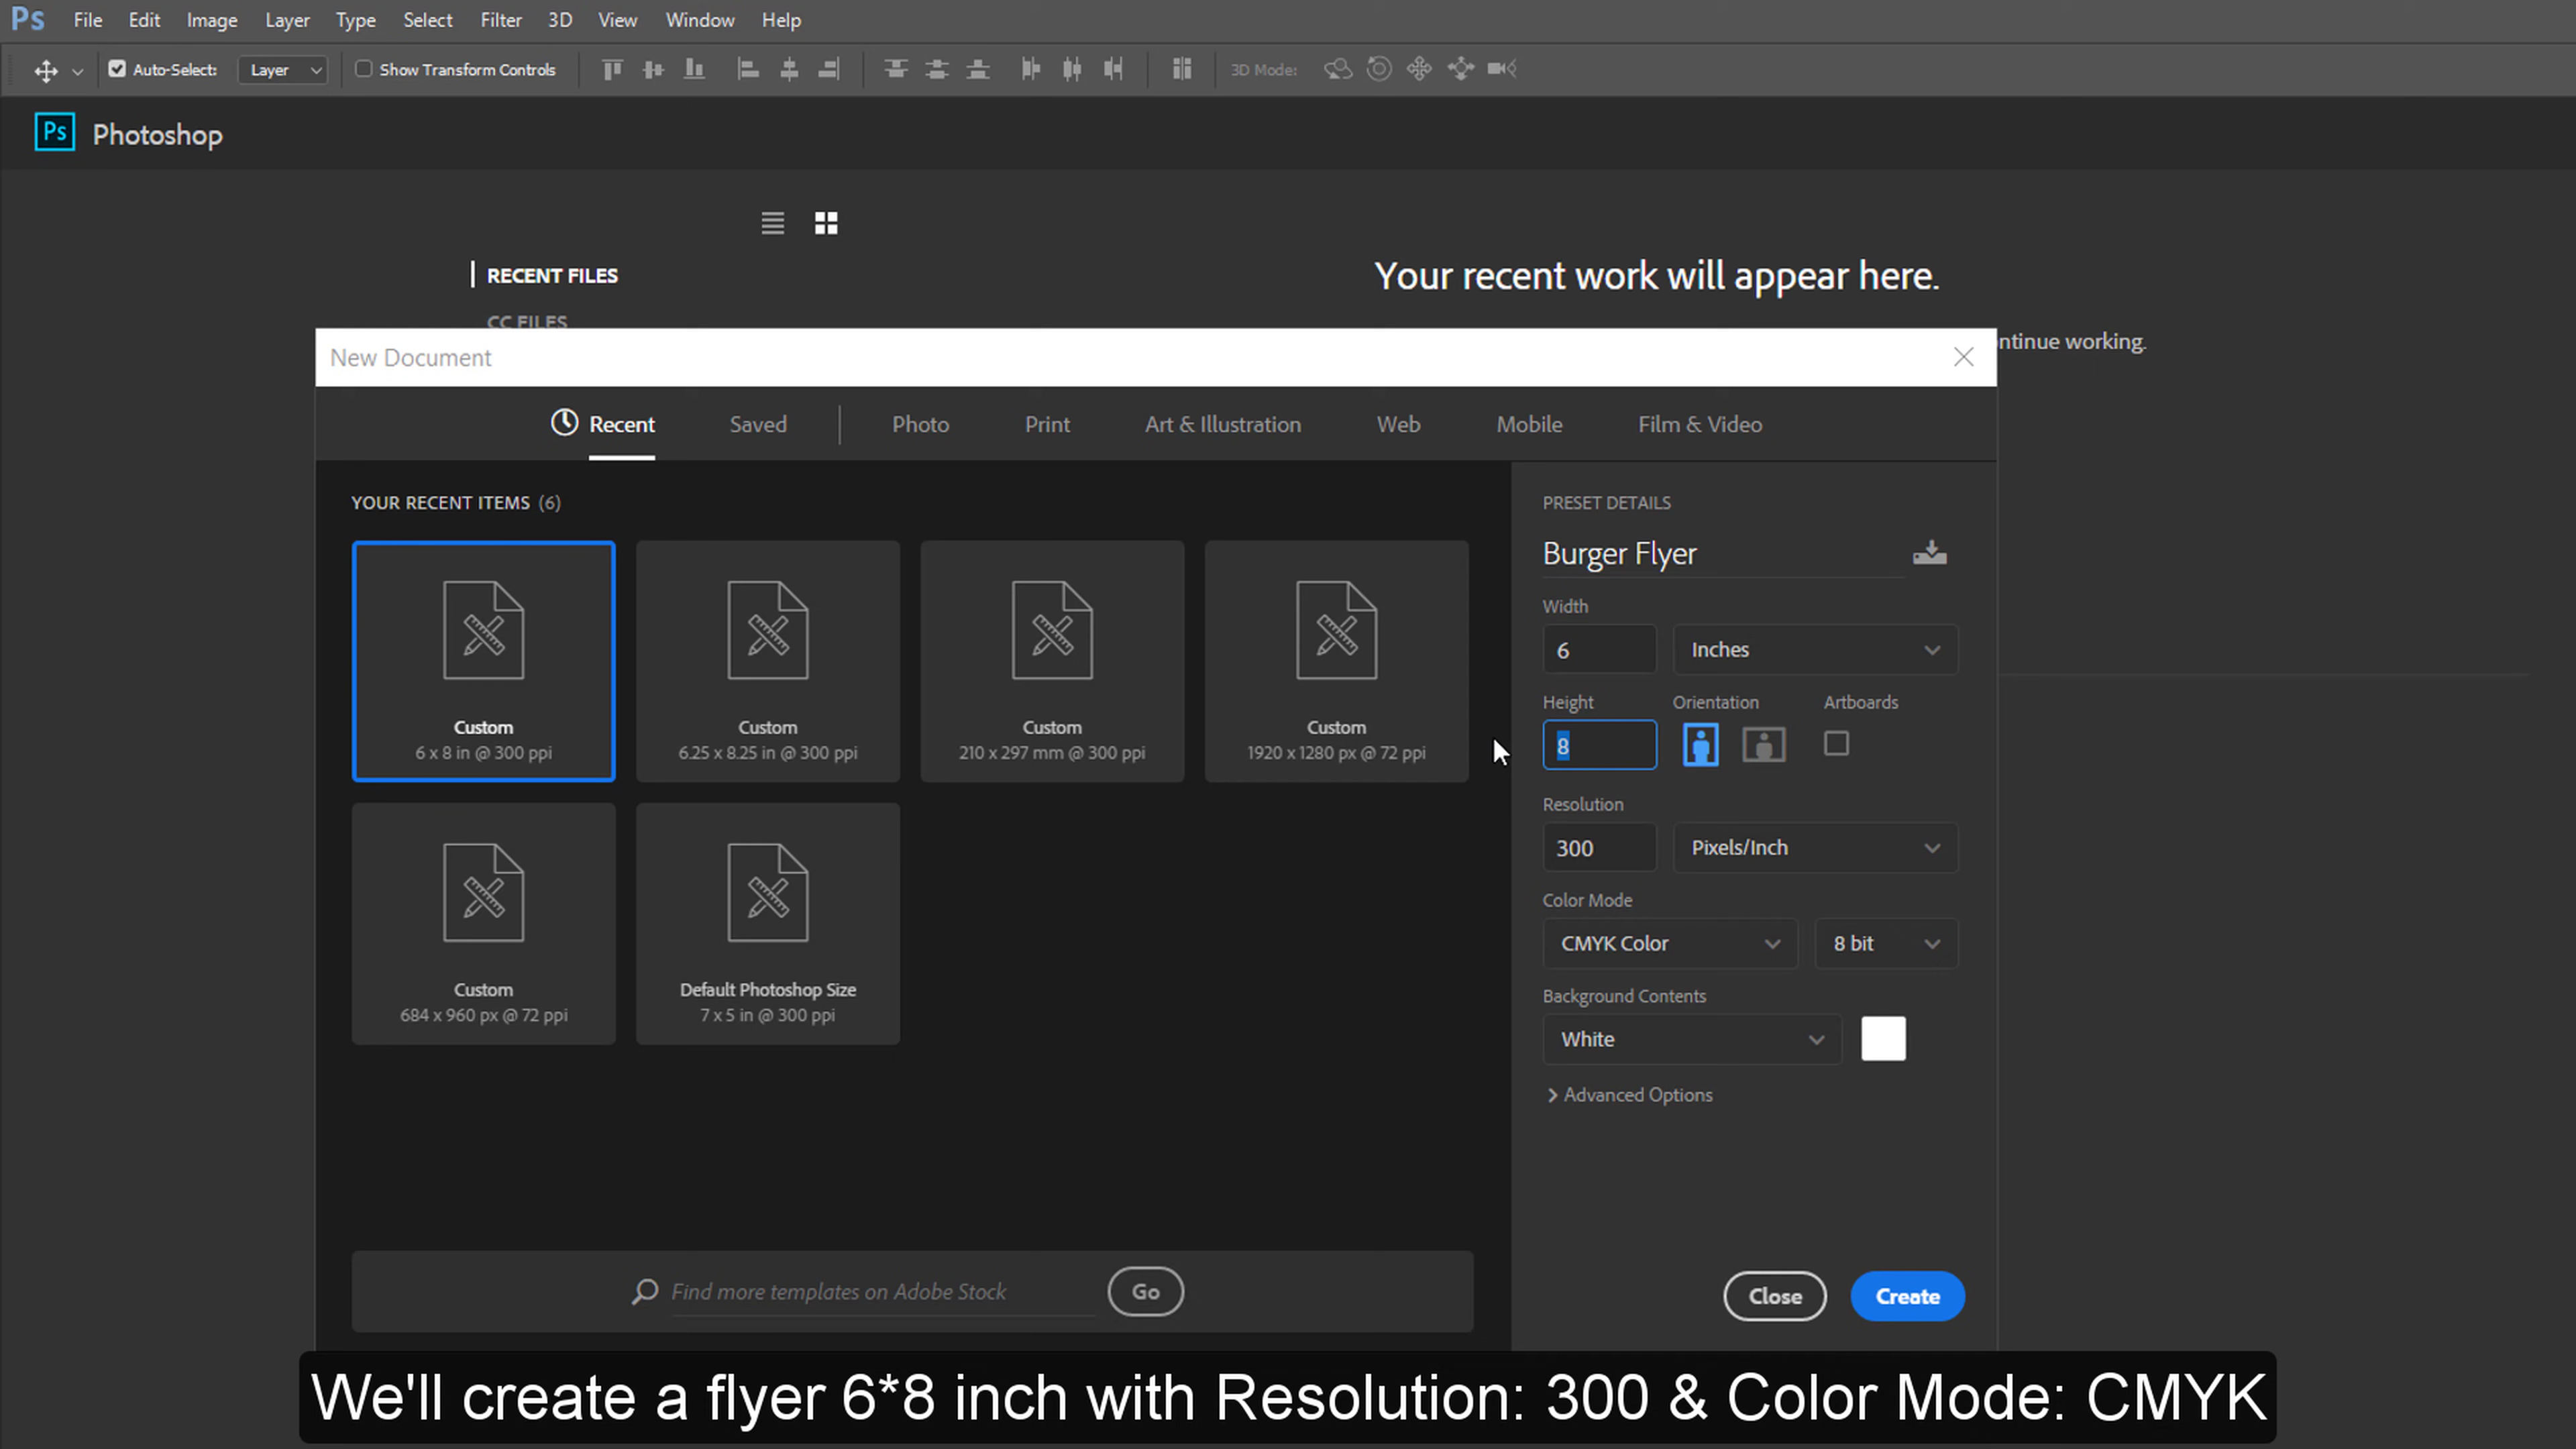 Ps File Edit Image Layer Type Select Filter 3D View Window Help
Auto-Select: Layer Show Transform Controls 3D Mode:
Ps Photoshop
RECENT FILES
Your recent work will appear here.
CC FILES
ontinue working.
New Document
Recent Saved Photo Print Art & Illustration Web Mobile Film & Video
YOUR RECENT ITEMS (6)
Custom
6 x 8 in @ 300 ppi
Custom
6.25 x 8.25 in @ 300 ppi
Custom
210 x 297 mm @ 300 ppi
Custom
1920 x 1280 px @ 72 ppi
Custom
684 x 960 px @ 72 ppi
Default Photoshop Size
7 x 5 in @ 300 ppi
PRESET DETAILS
Burger Flyer
Width
6 Inches
Height Orientation Artboards
8
Resolution
300 Pixels/Inch
Color Mode
CMYK Color 8 bit
Background Contents
White
Advanced Options
Find more templates on Adobe Stock Go
Close Create
We'll create a flyer 6*8 inch with Resolution: 300 & Color Mode: CMYK